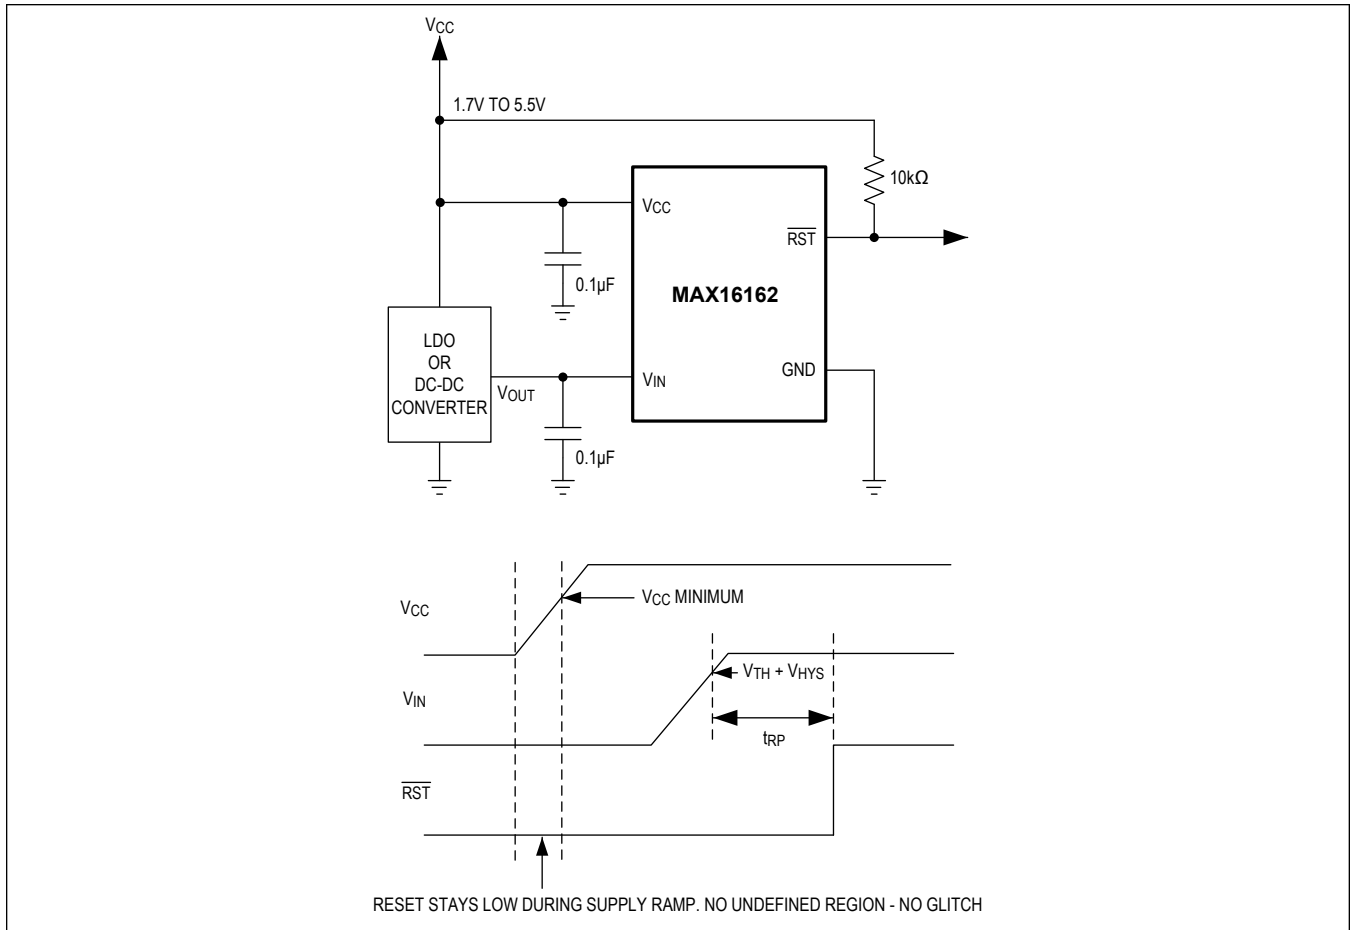 VCC
1.7V TO 5.5V
10kΩ
VCC
RST
0.1µF
MAX16162
LDO
OR
DC-DC
CONVERTER
VOUT
VIN
GND
0.1µF
VCC
VCC MINIMUM
VIN
VTH + VHYS
tRP
RST
RESET STAYS LOW DURING SUPPLY RAMP. NO UNDEFINED REGION - NO GLITCH